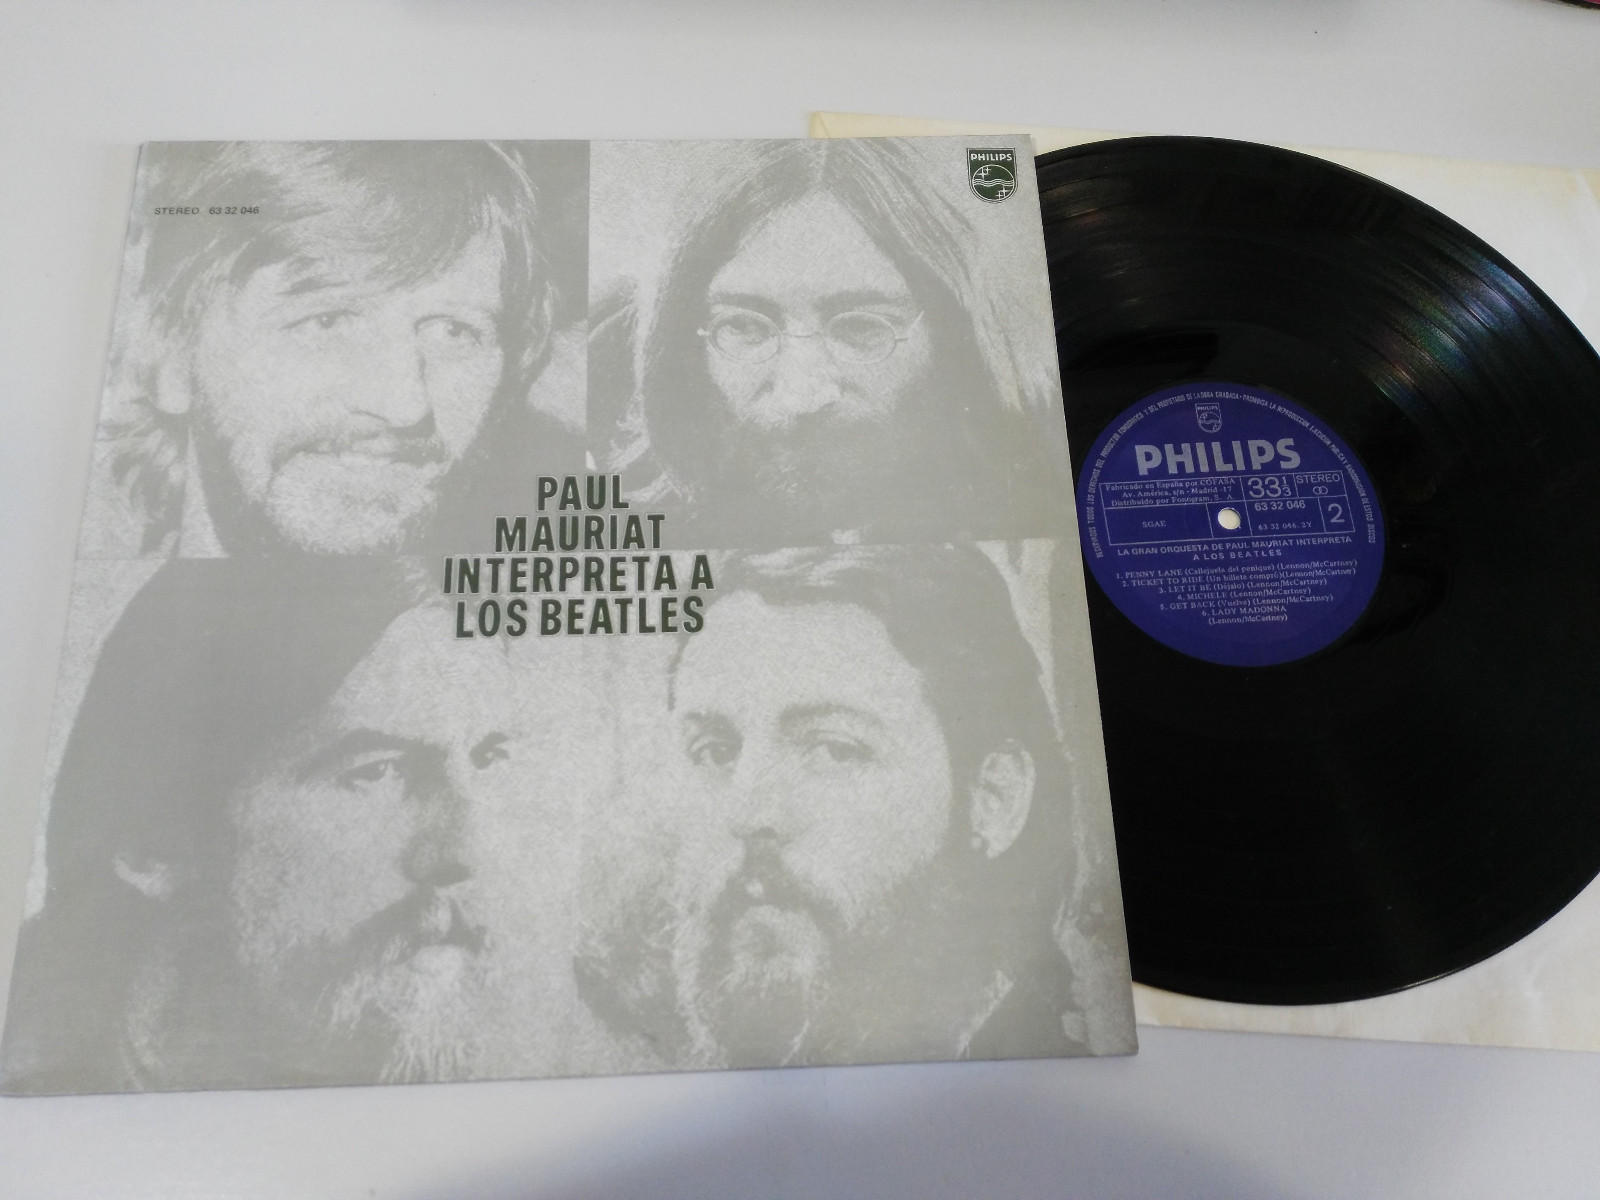 STEREO 63 32 046
PHILIPS
PAUL
MAURIAT
INTERPRETA A
LOS BEATLES
PHILIPS
PHILIPS
Fabricado en España por COFASA
Av. América, s/n - Madrid -17
Distribuido por Fonogram, S. A.
33⅓
STEREO
63 32 046
SGAE
63 32 046.2Y
2
LA GRAN ORQUESTA DE PAUL MAURIAT INTERPRETA
A LOS BEATLES
1. PENNY LANE (Callejuela del penique) (Lennon/McCartney)
2. TICKET TO RIDE (Un billete compró)(Lennon/McCartney)
3. LET IT BE (Déjalo) (Lennon/McCartney)
4. MICHELE (Lennon/McCartney)
5. GET BACK (Vuelve) (Lennon/McCartney)
6. LADY MADONNA
(Lennon/McCartney)